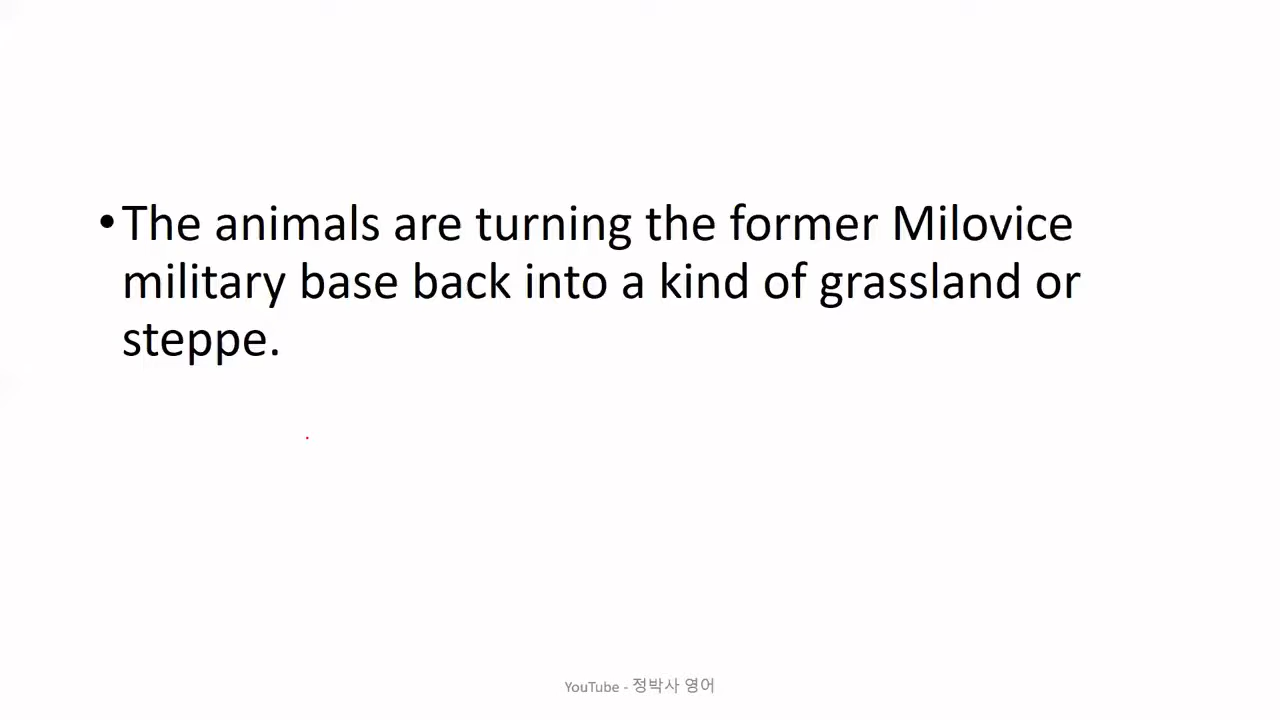 •The animals are turning the former Milovice
military base back into a kind of grassland or
steppe.
YouTube - 정박사 영어